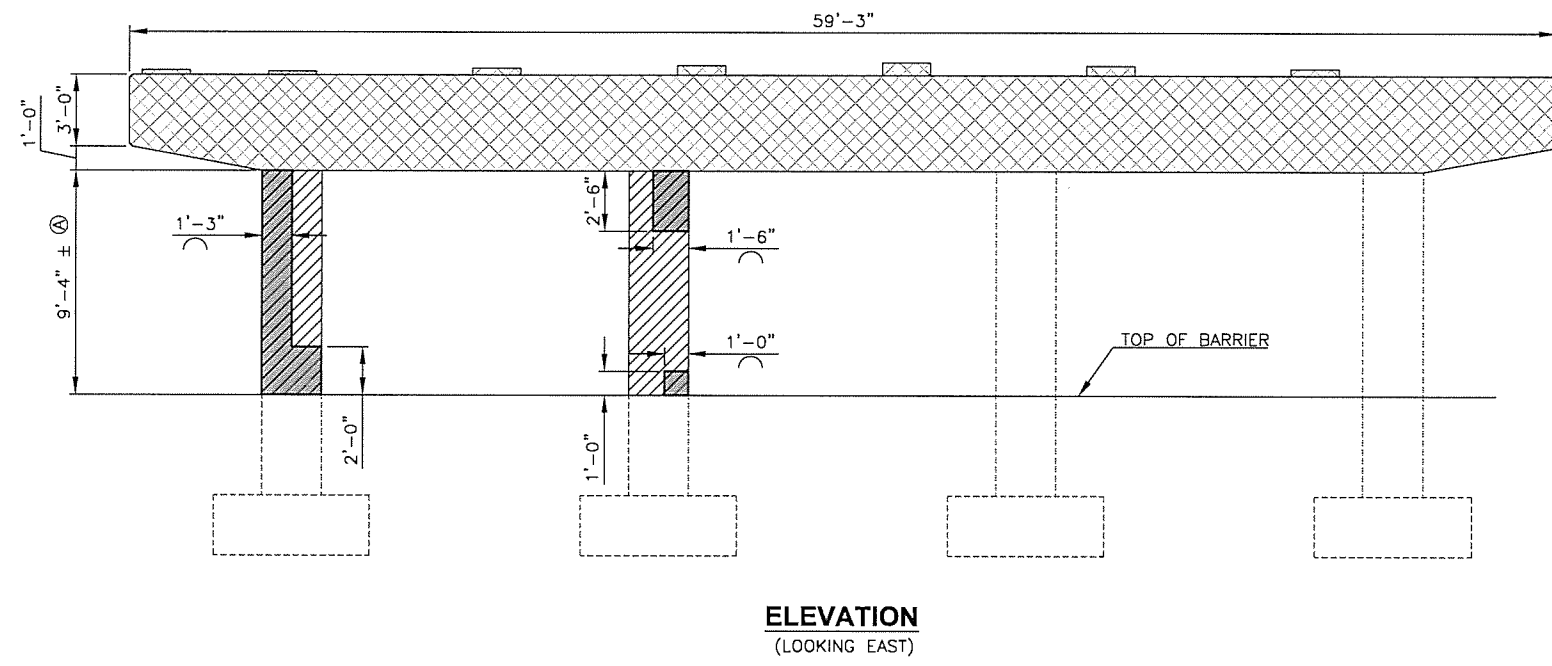 59'-3"
1'-0"
3'-0"
9'-4" ± Ⓐ
1'-3"
2'-6"
1'-6"
1'-0"
2'-0"
1'-0"
TOP OF BARRIER
ELEVATION
(LOOKING EAST)